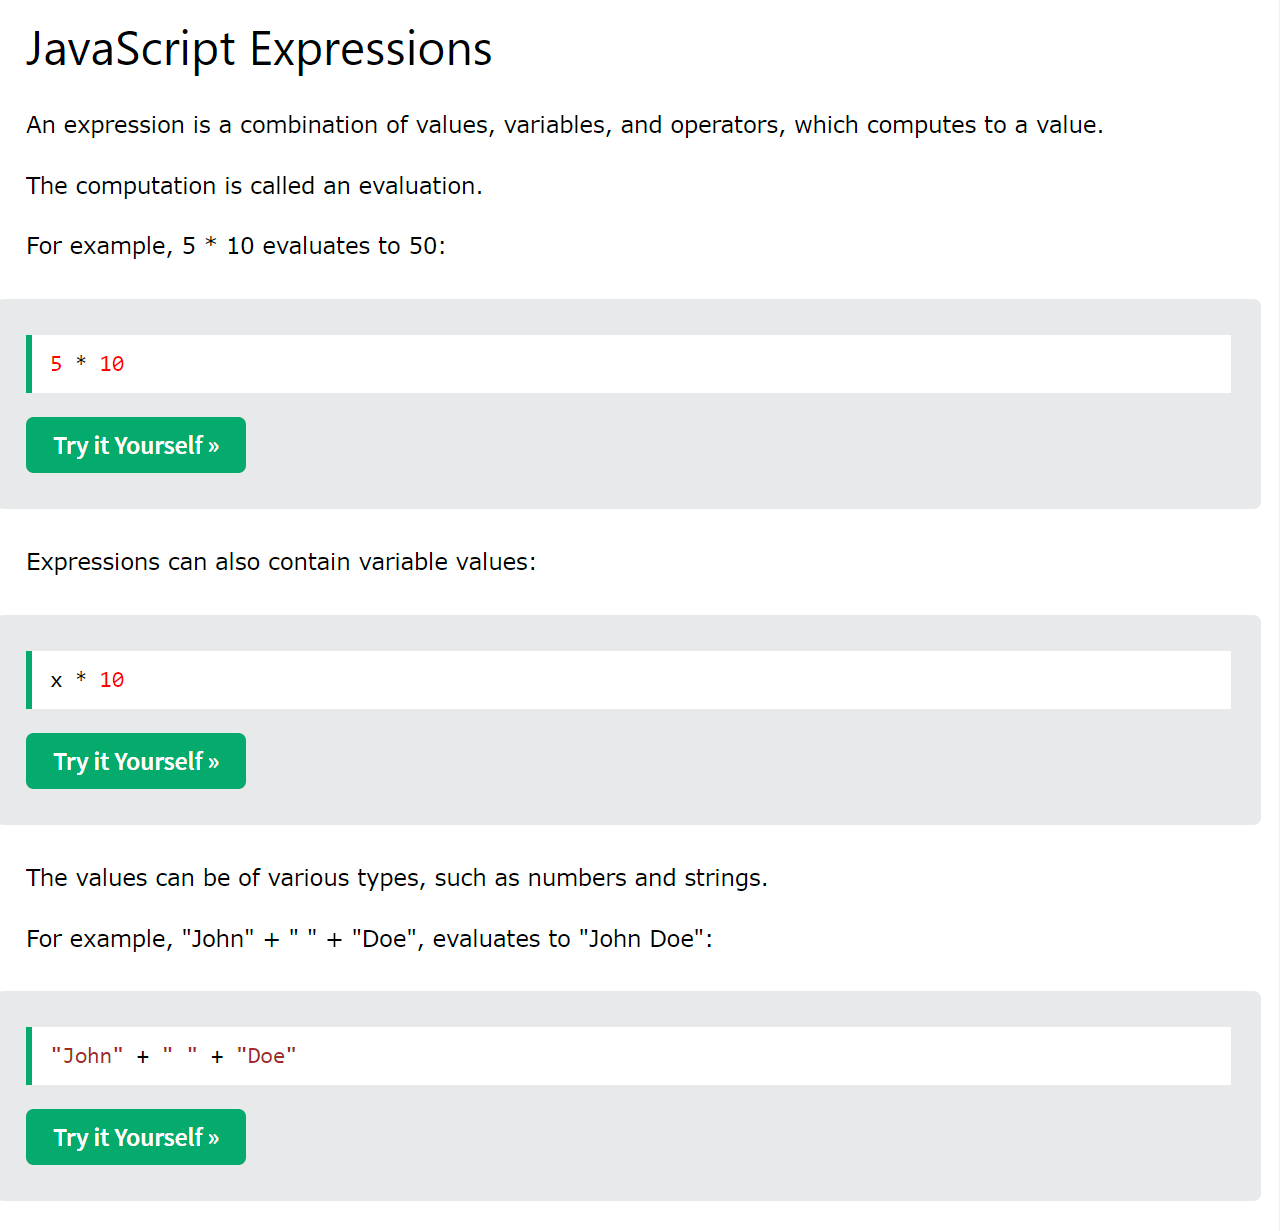 JavaScript Expressions
An expression is a combination of values, variables, and operators, which computes to a value.
The computation is called an evaluation.
For example, 5 * 10 evaluates to 50:
5 * 10
Try it Yourself »
Expressions can also contain variable values:
x * 10
Try it Yourself »
The values can be of various types, such as numbers and strings.
For example, "John" + " " + "Doe", evaluates to "John Doe":
"John" + " " + "Doe"
Try it Yourself »